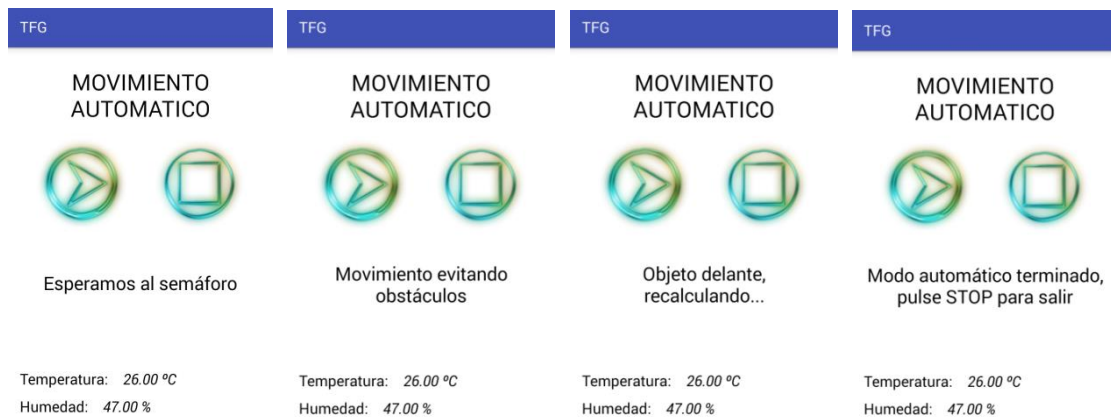 TFG
MOVIMIENTO
AUTOMATICO
Esperamos al semáforo
Temperatura: 26.00 ºC
Humedad: 47.00 %
TFG
MOVIMIENTO
AUTOMATICO
Movimiento evitando
obstáculos
Temperatura: 26.00 ºC
Humedad: 47.00 %
TFG
MOVIMIENTO
AUTOMATICO
Objeto delante,
recalculando...
Temperatura: 26.00 ºC
Humedad: 47.00 %
TFG
MOVIMIENTO
AUTOMATICO
Modo automático terminado,
pulse STOP para salir
Temperatura: 26.00 ºC
Humedad: 47.00 %